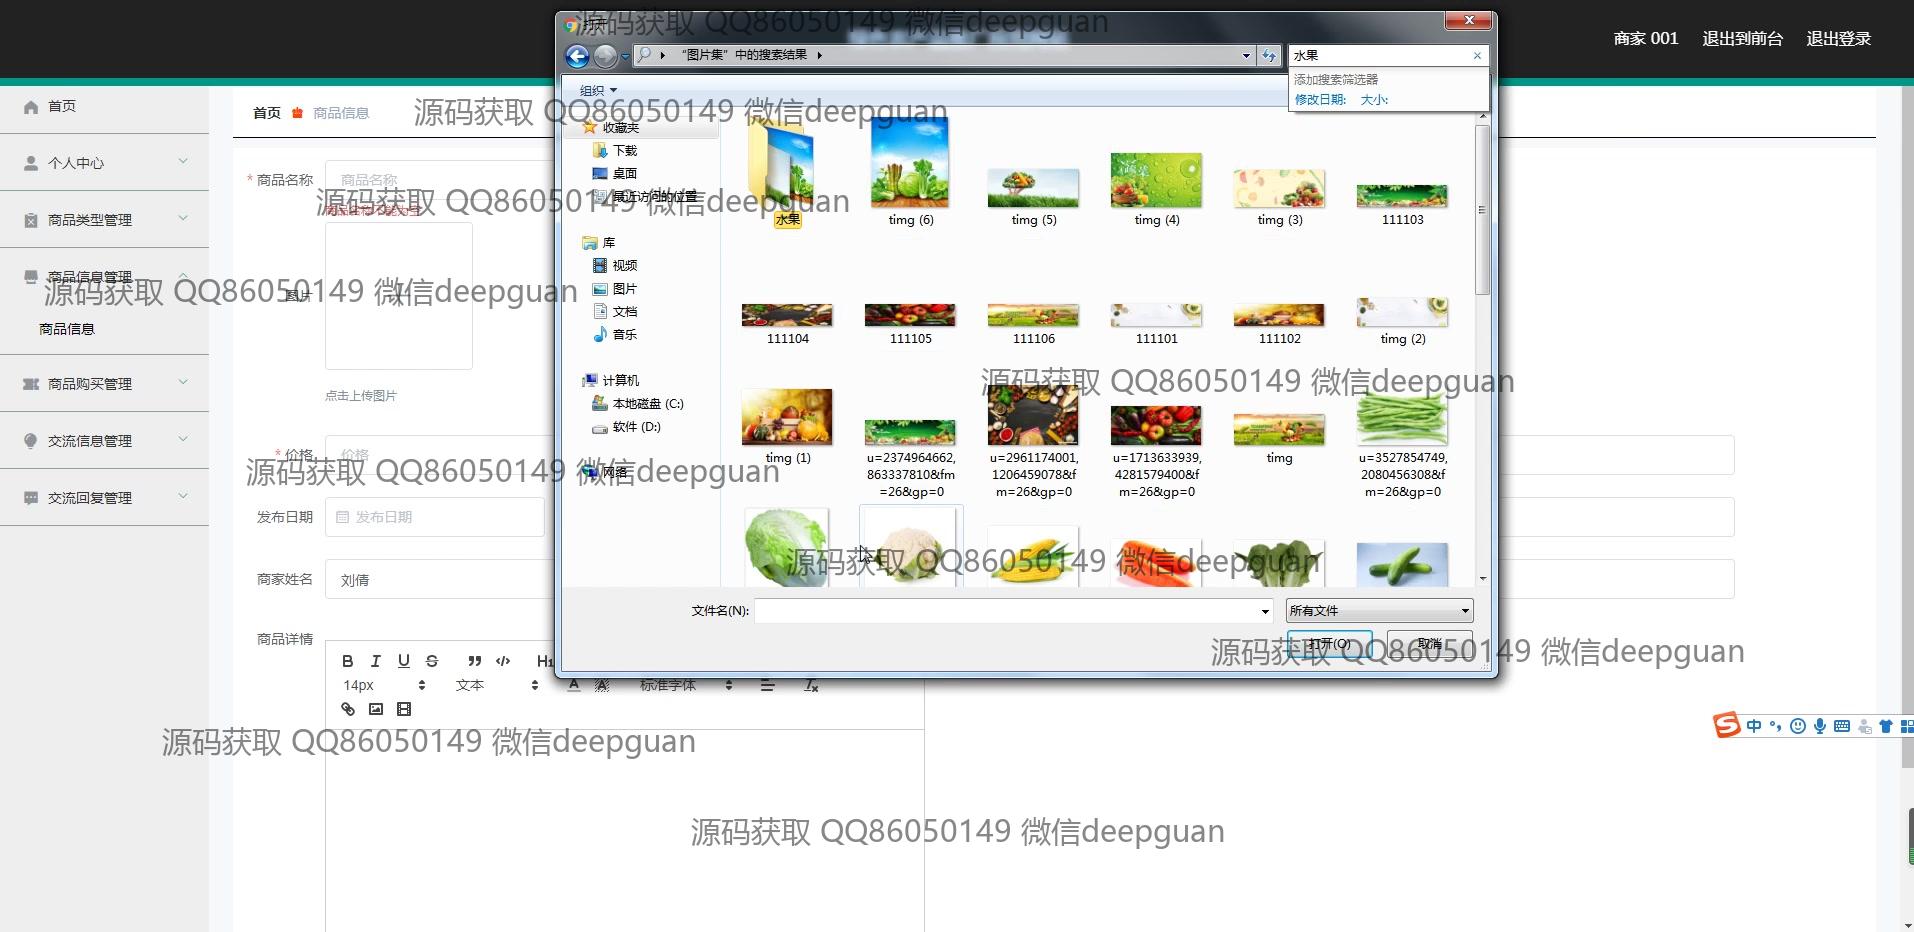 源码获取 QQ86050149 微信deepguan
打开
商家 001 退出到前台 退出登录
"图片集" 中的搜索结果
水果
添加搜索筛选器
修改日期: 大小:
组织
首页
首页 商品信息
源码获取 QQ86050149 微信deepguan
收藏夹
下载
桌面
最近访问的位置
个人中心
* 商品名称 商品名称
源码获取 QQ86050149 微信deepguan
商品名称不能为空
水果
timg (6)
timg (5)
timg (4)
timg (3)
111103
商品类型管理
库
视频
图片
文档
音乐
商品信息管理
源码获取 QQ86050149 微信deepguan
图片
商品信息
111104
111105
111106
111101
111102
timg (2)
商品购买管理
点击上传图片
计算机
本地磁盘 (C:)
软件 (D:)
网络
源码获取 QQ86050149 微信deepguan
交流信息管理
* 价格 价格
源码获取 QQ86050149 微信deepguan
timg (1)
u=2374964662,
863337810&fm
=26&gp=0
u=2961174001,
1206459078&f
m=26&gp=0
u=1713633939,
4281579400&f
m=26&gp=0
timg
u=3527854749,
2080456308&f
m=26&gp=0
交流回复管理
发布日期 发布日期
源码获取 QQ86050149 微信deepguan
商家姓名 刘倩
文件名(N):
所有文件
打开(O)
取消
源码获取 QQ86050149 微信deepguan
商品详情
B I U S H1
14px 文本 A A 标准字体
中
源码获取 QQ86050149 微信deepguan
源码获取 QQ86050149 微信deepguan